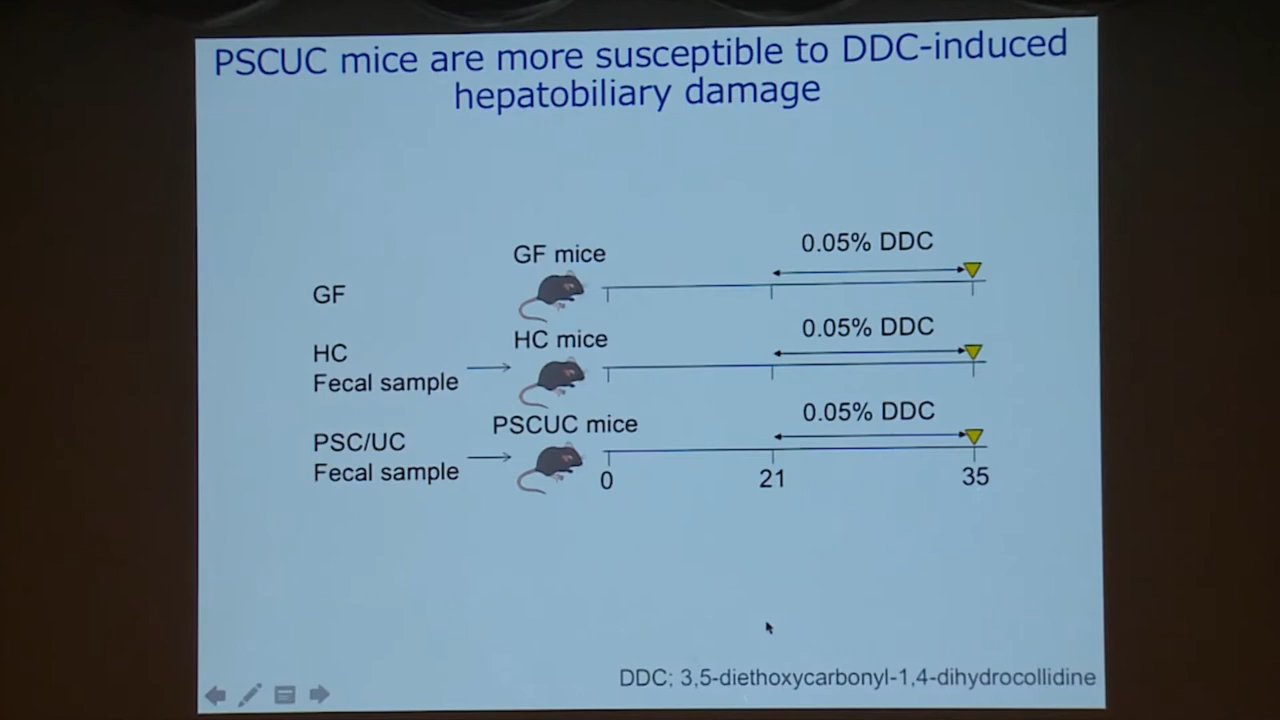 PSCUC mice are more susceptible to DDC-induced
hepatobiliary damage
GF mice
0.05% DDC
GF
HC mice
0.05% DDC
HC
Fecal sample
PSCUC mice
0.05% DDC
PSC/UC
Fecal sample
0
21
35
DDC; 3,5-diethoxycarbonyl-1,4-dihydrocollidine